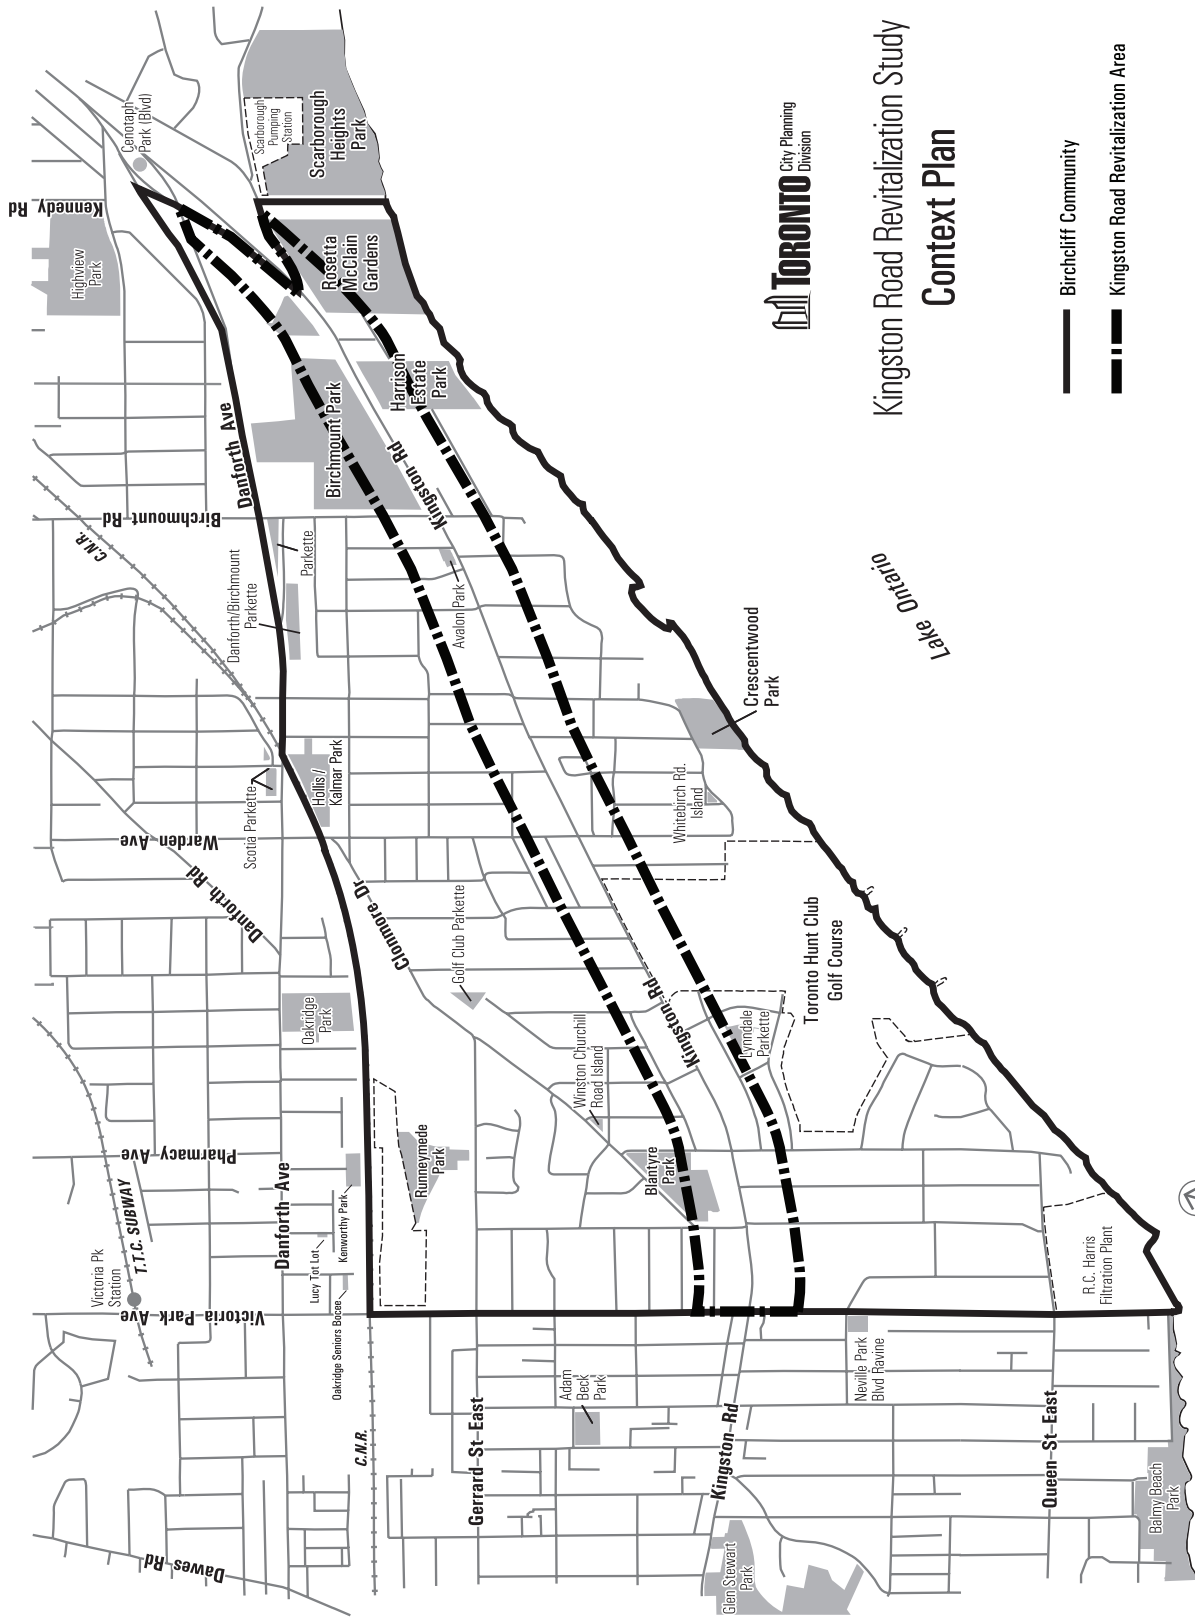 Kingston Road Revitalization Study
Context Plan
TORONTO City Planning
Division
Birchcliff Community
Kingston Road Revitalization Area
Lake Ontario
Dawes Rd
Victoria Pk
Station
T.T.C. SUBWAY
Victoria Park Ave
Pharmacy Ave
Danforth Ave
Lucy Tot Lot
Kenworthy Park
Oakridge Seniors Bocee
C.N.R.
Oakridge
Park
Danforth Rd
Warden Ave
Scotia Parkette
Hollis /
Kalmar Park
Clonmore Dr
Danforth/Birchmount
Parkette
Parkette
C.N.R.
Birchmount Rd
Danforth Ave
Highview
Park
Kennedy Rd
Cenotaph
Park (Blvd)
Scarborough
Pumping
Station
Scarborough
Heights
Park
Rosetta
McClain
Gardens
Harrison
Estate
Park
Birchmount Park
Kingston Rd
Avalon Park
Crescentwood
Park
Whitebirch Rd.
Island
Golf Club Parkette
Winston Churchill
Road Island
Runneymede
Park
Blantyre
Park
Kingston Rd
Lynndale
Parkette
Toronto Hunt Club
Golf Course
R.C. Harris
Filtration Plant
Gerrard St East
Adam
Beck
Park
Kingston Rd
Neville Park
Blvd Ravine
Queen St East
Glen Stewart
Park
Balmy Beach
Park